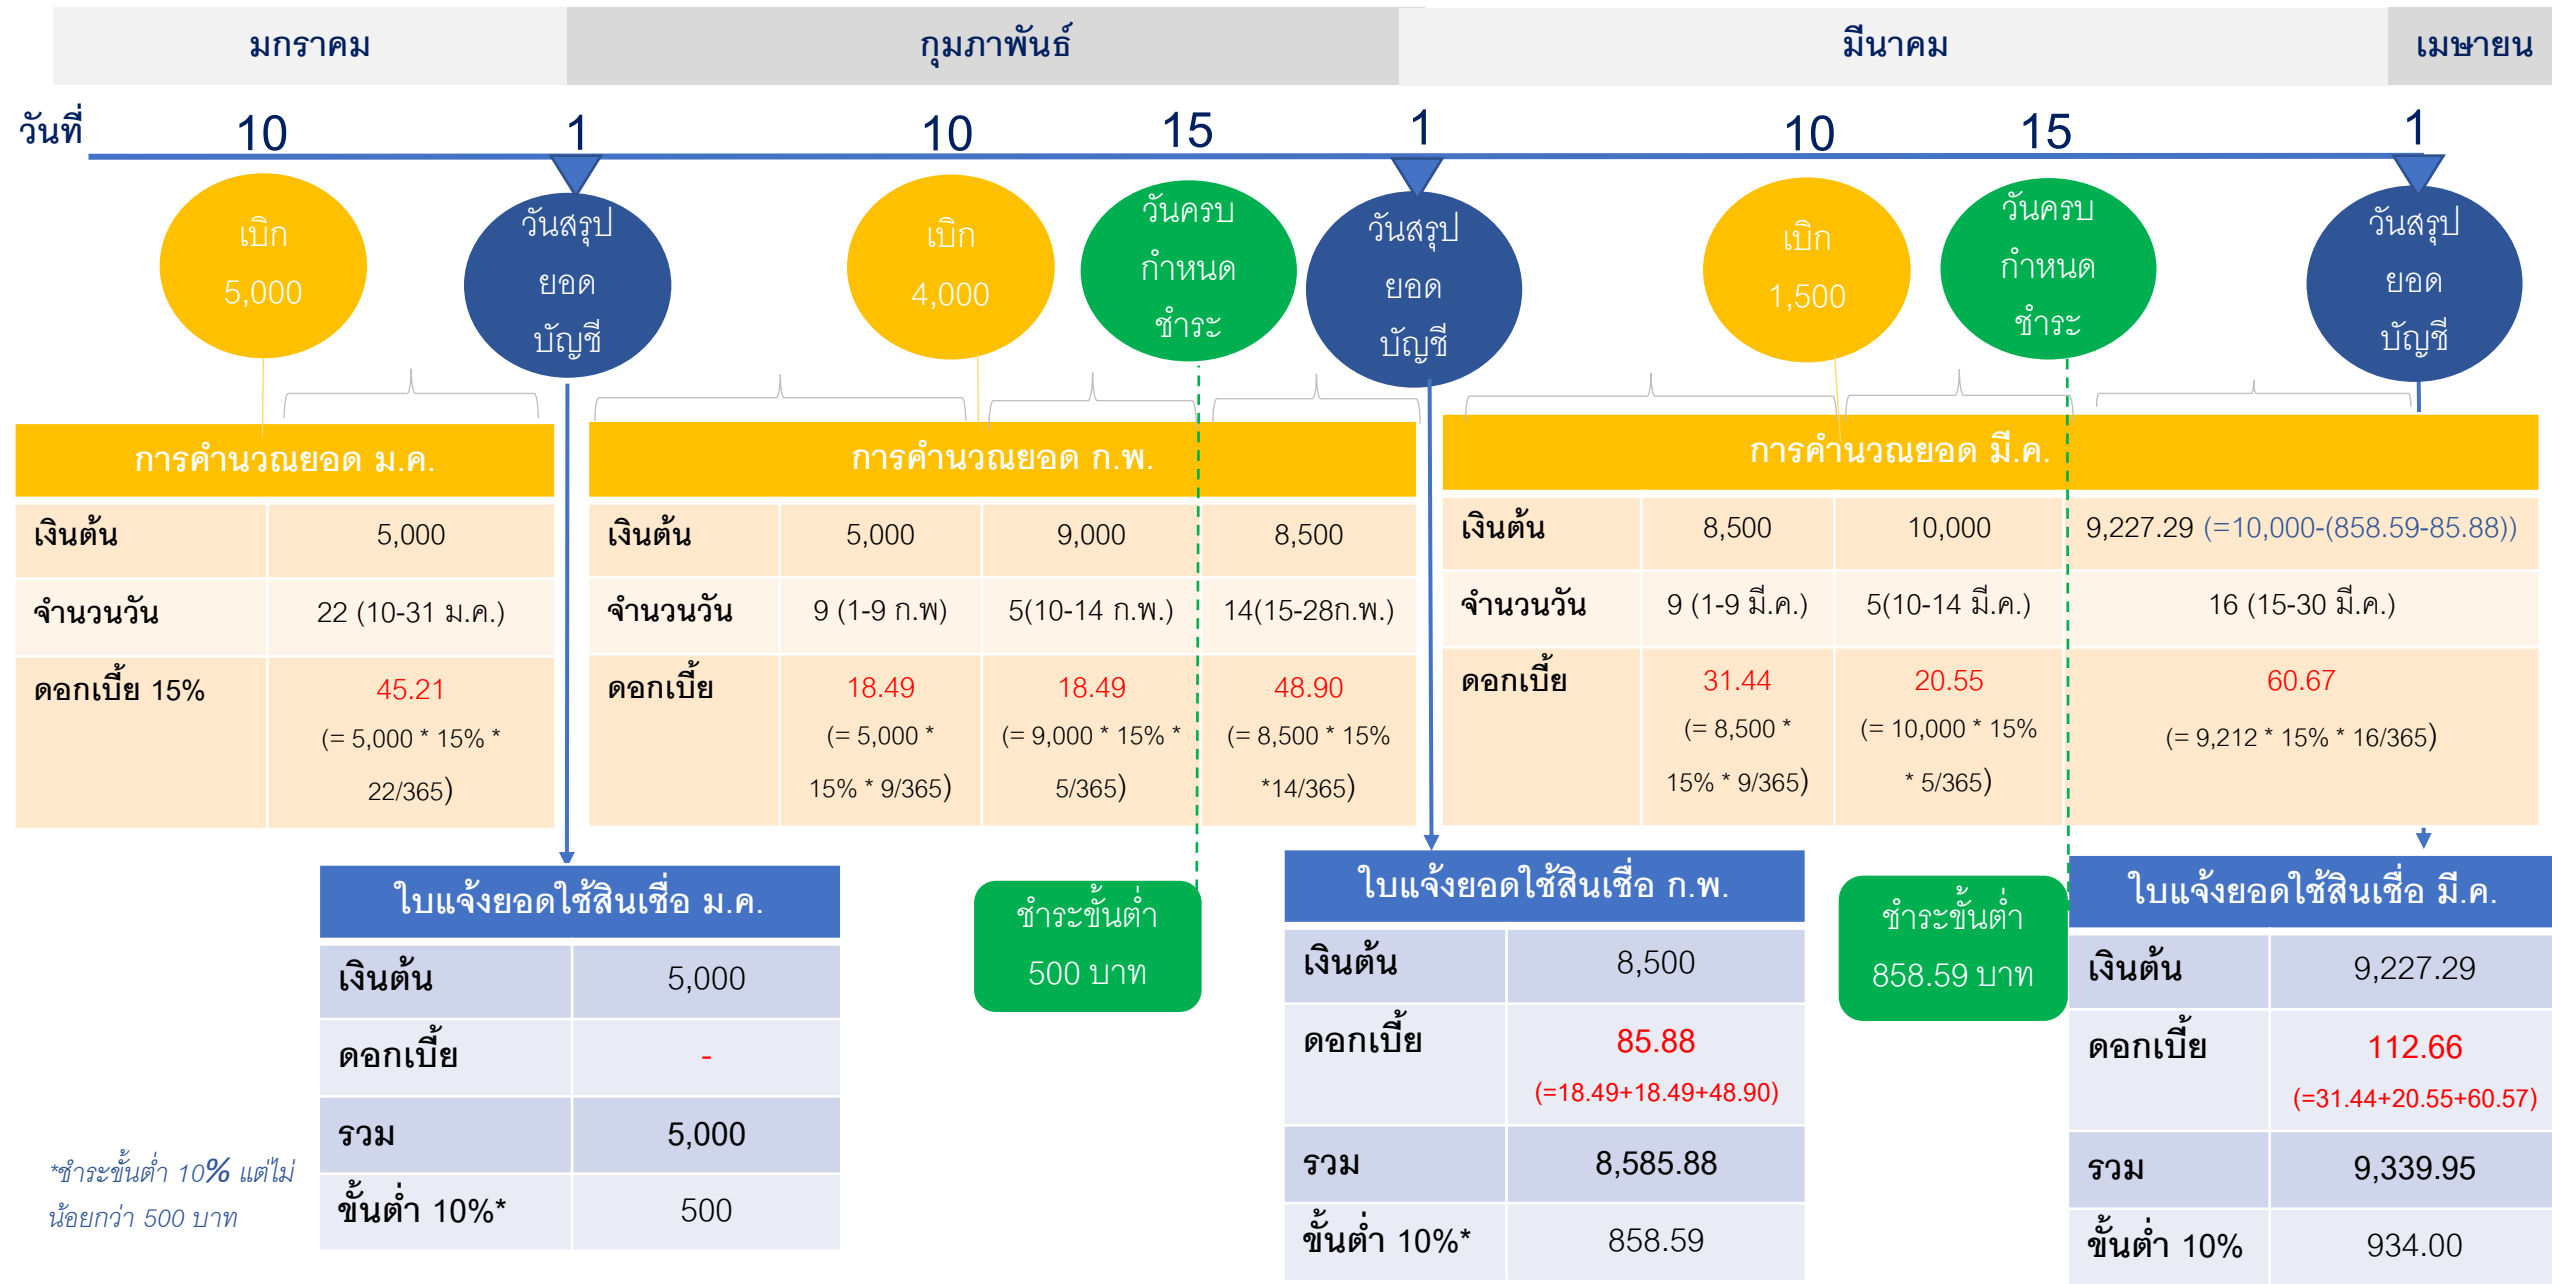 มกราคม
กุมภาพันธ์
มีนาคม
เมษายน
วันที่
10
1
10
15
1
10
15
1
เบิก
5,000
วันสรุป
ยอด
บัญชี
เบิก
4,000
วันครบ
กำหนด
ชำระ
วันสรุป
ยอด
บัญชี
เบิก
1,500
วันครบ
กำหนด
ชำระ
วันสรุป
ยอด
บัญชี
การคำนวณยอด ม.ค.
เงินต้น
5,000
จำนวนวัน
22 (10-31 ม.ค.)
ดอกเบี้ย 15%
45.21
(= 5,000 * 15% *
22/365)
การคำนวณยอด ก.พ.
เงินต้น
5,000
9,000
8,500
จำนวนวัน
9 (1-9 ก.พ)
5(10-14 ก.พ.)
14(15-28ก.พ.)
ดอกเบี้ย
18.49
(= 5,000 *
15% * 9/365)
18.49
(= 9,000 * 15% *
5/365)
48.90
(= 8,500 * 15%
*14/365)
การคำนวณยอด มี.ค.
เงินต้น
8,500
10,000
9,227.29 (=10,000-(858.59-85.88))
จำนวนวัน
9 (1-9 มี.ค.)
5(10-14 มี.ค.)
16 (15-30 มี.ค.)
ดอกเบี้ย
31.44
(= 8,500 *
15% * 9/365)
20.55
(= 10,000 * 15%
* 5/365)
60.67
(= 9,212 * 15% * 16/365)
ใบแจ้งยอดใช้สินเชื่อ ม.ค.
เงินต้น
5,000
ดอกเบี้ย
-
รวม
5,000
ขั้นต่ำ 10%*
500
*ชำระขั้นต่ำ 10% แต่ไม่
น้อยกว่า 500 บาท
ชำระขั้นต่ำ
500 บาท
ใบแจ้งยอดใช้สินเชื่อ ก.พ.
เงินต้น
8,500
ดอกเบี้ย
85.88
(=18.49+18.49+48.90)
รวม
8,585.88
ขั้นต่ำ 10%*
858.59
ชำระขั้นต่ำ
858.59 บาท
ใบแจ้งยอดใช้สินเชื่อ มี.ค.
เงินต้น
9,227.29
ดอกเบี้ย
112.66
(=31.44+20.55+60.57)
รวม
9,339.95
ขั้นต่ำ 10%
934.00